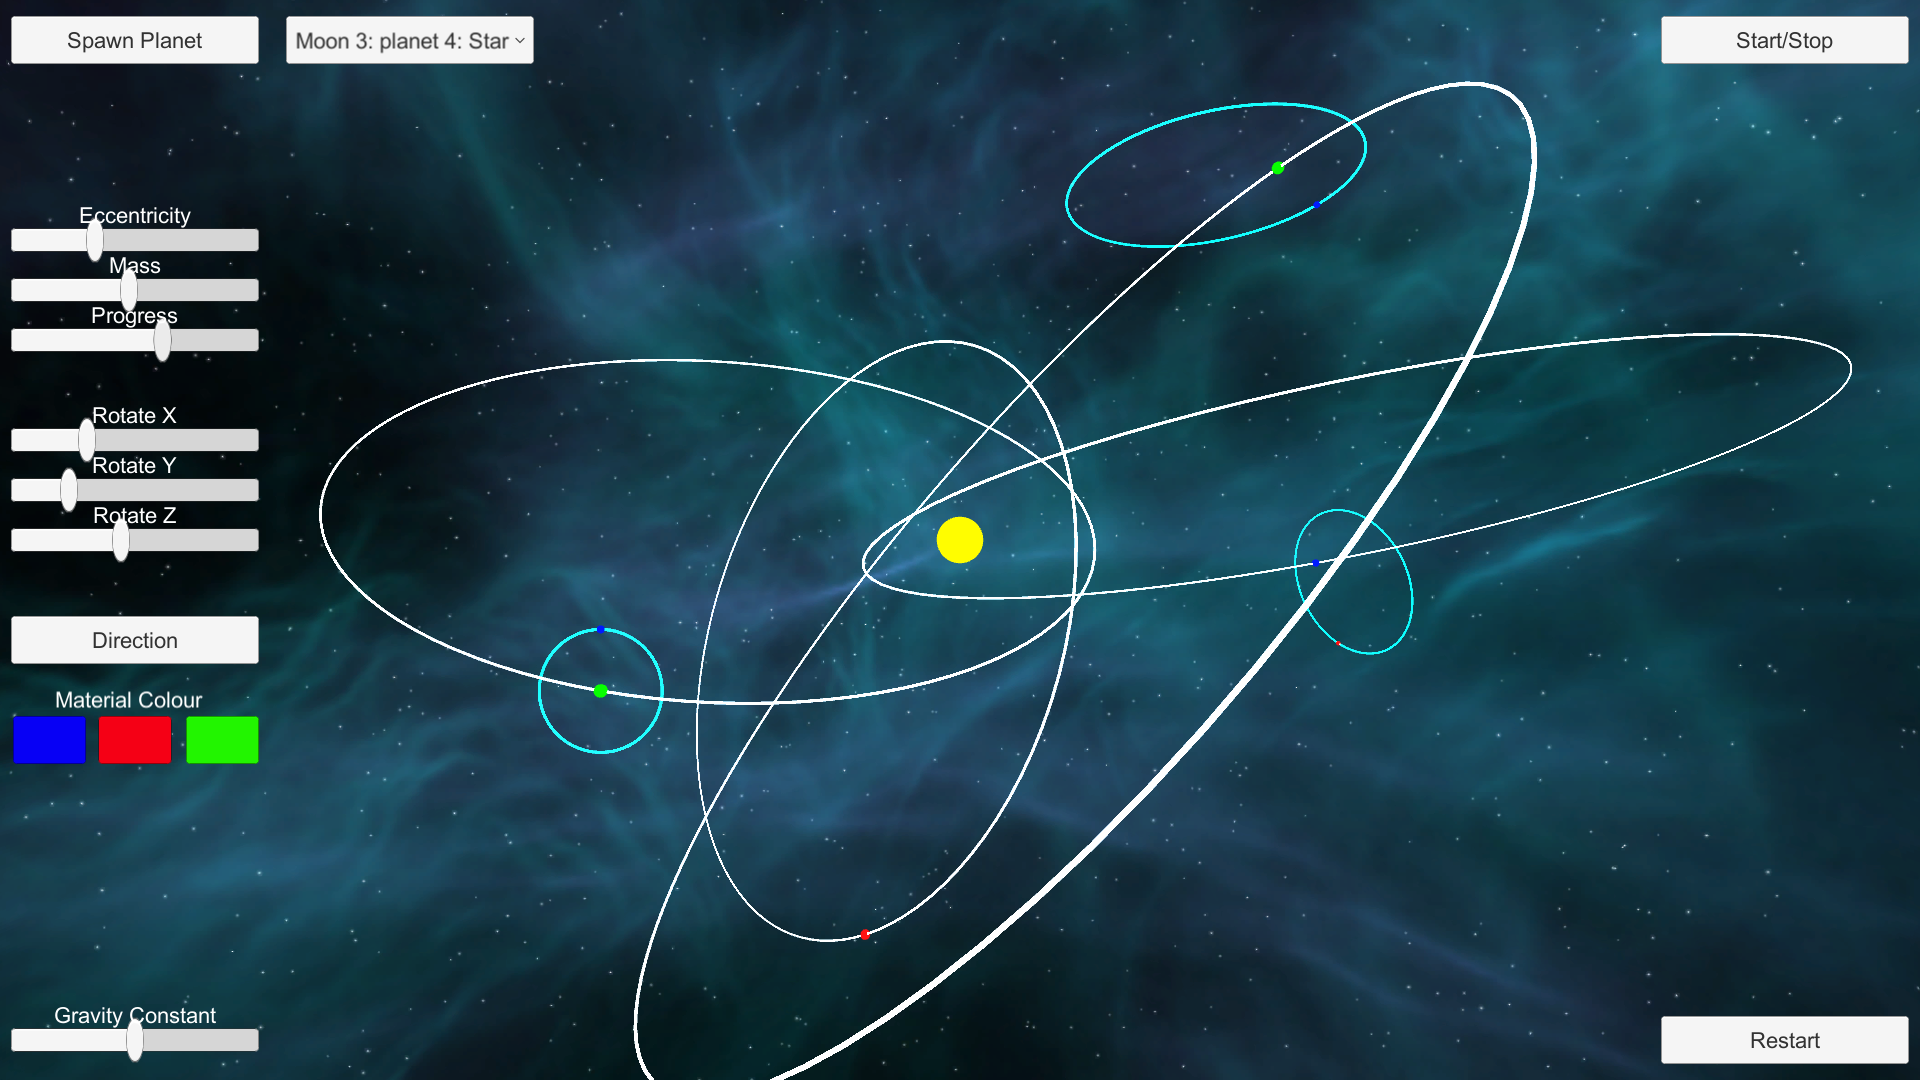 Spawn Planet
Moon 3: planet 4: Star
Start/Stop
Eccentricity
Mass
Progress
Rotate X
Rotate Y
Rotate Z
Direction
Material Colour
Gravity Constant
Restart